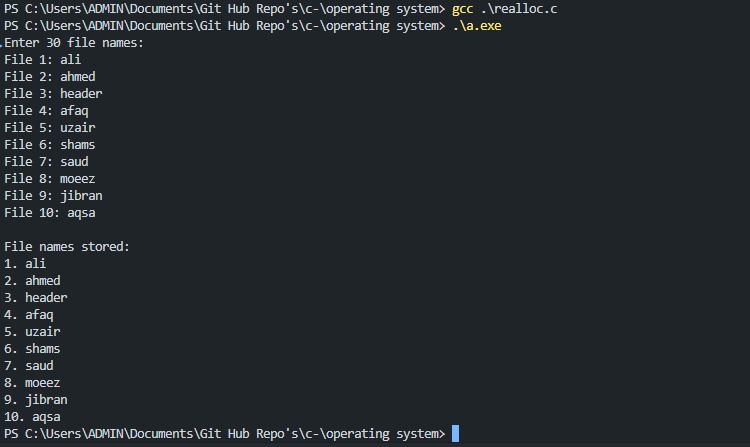 PS C:\Users\ADMIN\Documents\Git Hub Repo's\c-\operating system> gcc .\realloc.c
PS C:\Users\ADMIN\Documents\Git Hub Repo's\c-\operating system> .\a.exe
Enter 30 file names:
File 1: ali
File 2: ahmed
File 3: header
File 4: afaq
File 5: uzair
File 6: shams
File 7: saud
File 8: moeez
File 9: jibran
File 10: aqsa

File names stored:
1. ali
2. ahmed
3. header
4. afaq
5. uzair
6. shams
7. saud
8. moeez
9. jibran
10. aqsa
PS C:\Users\ADMIN\Documents\Git Hub Repo's\c-\operating system>